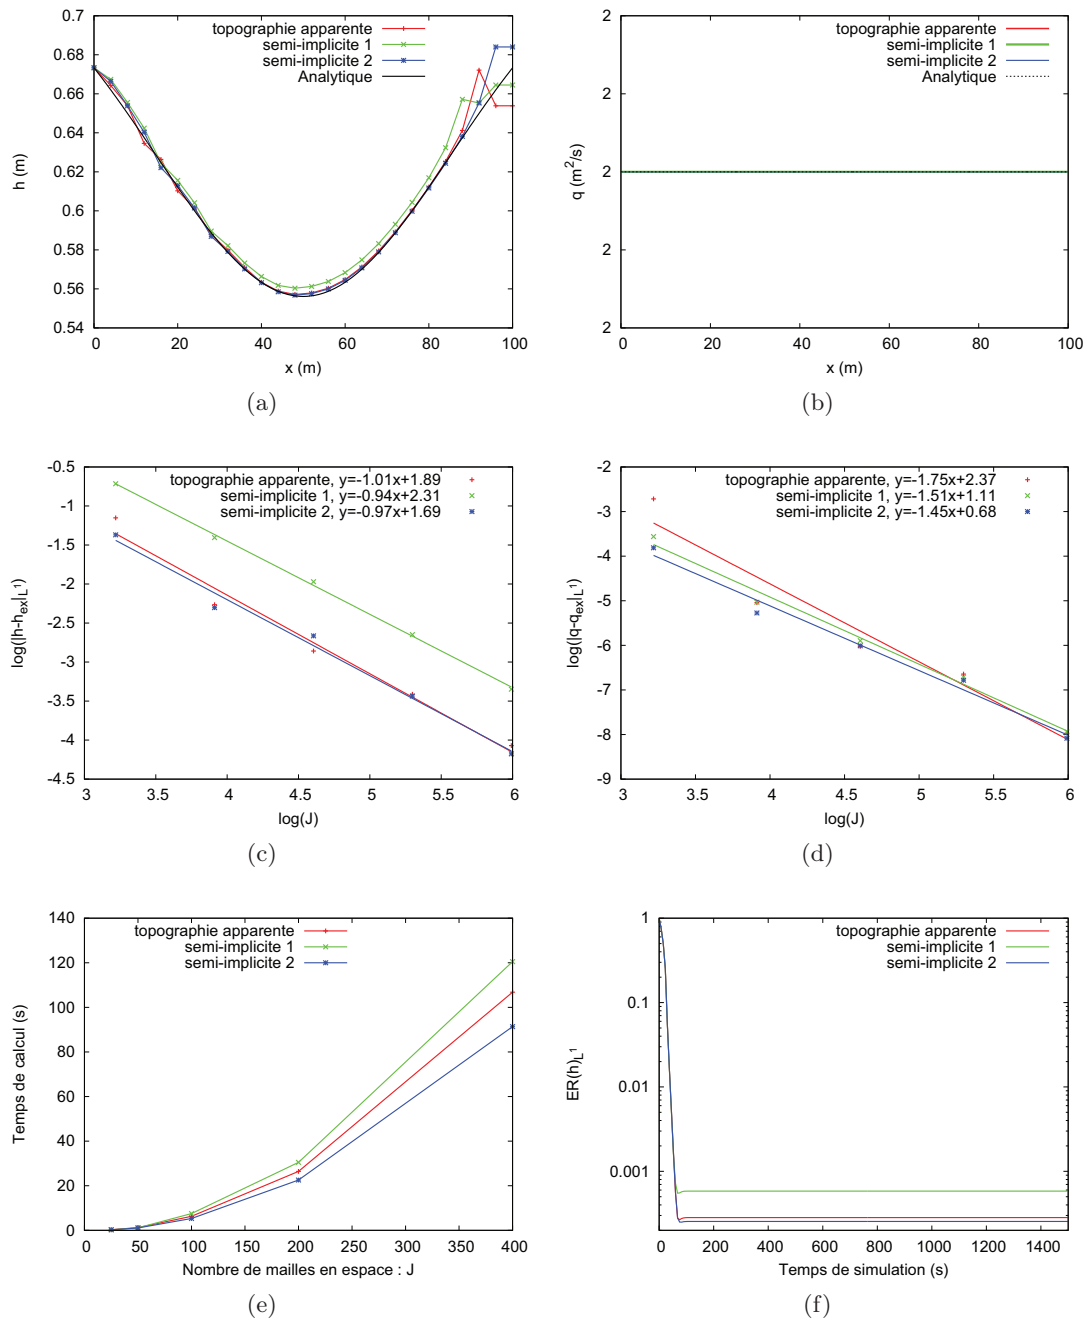 topographie apparente
semi-implicite 1
semi-implicite 2
Analytique
0.7
0.68
0.66
0.64
0.62
0.6
0.58
0.56
0.54
h (m)
0 20 40 60 80 100
x (m)
(a)
topographie apparente
semi-implicite 1
semi-implicite 2
Analytique
2
2
2
2
2
q (m²/s)
0 20 40 60 80 100
x (m)
(b)
topographie apparente, y=-1.01x+1.89
semi-implicite 1, y=-0.94x+2.31
semi-implicite 2, y=-0.97x+1.69
-0.5
-1
-1.5
-2
-2.5
-3
-3.5
-4
-4.5
log(|h-hex|L¹)
3 3.5 4 4.5 5 5.5 6
log(J)
(c)
topographie apparente, y=-1.75x+2.37
semi-implicite 1, y=-1.51x+1.11
semi-implicite 2, y=-1.45x+0.68
-2
-3
-4
-5
-6
-7
-8
-9
log(|q-qex|L¹)
3 3.5 4 4.5 5 5.5 6
log(J)
(d)
topographie apparente
semi-implicite 1
semi-implicite 2
140
120
100
80
60
40
20
0
Temps de calcul (s)
0 50 100 150 200 250 300 350 400
Nombre de mailles en espace : J
(e)
topographie apparente
semi-implicite 1
semi-implicite 2
1
0.1
0.01
0.001
ER(h)L¹
0 200 400 600 800 1000 1200 1400
Temps de simulation (s)
(f)